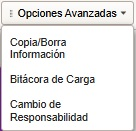 Opciones Avanzadas
Copia/Borra
Información
Bitácora de Carga
Cambio de
Responsabilidad